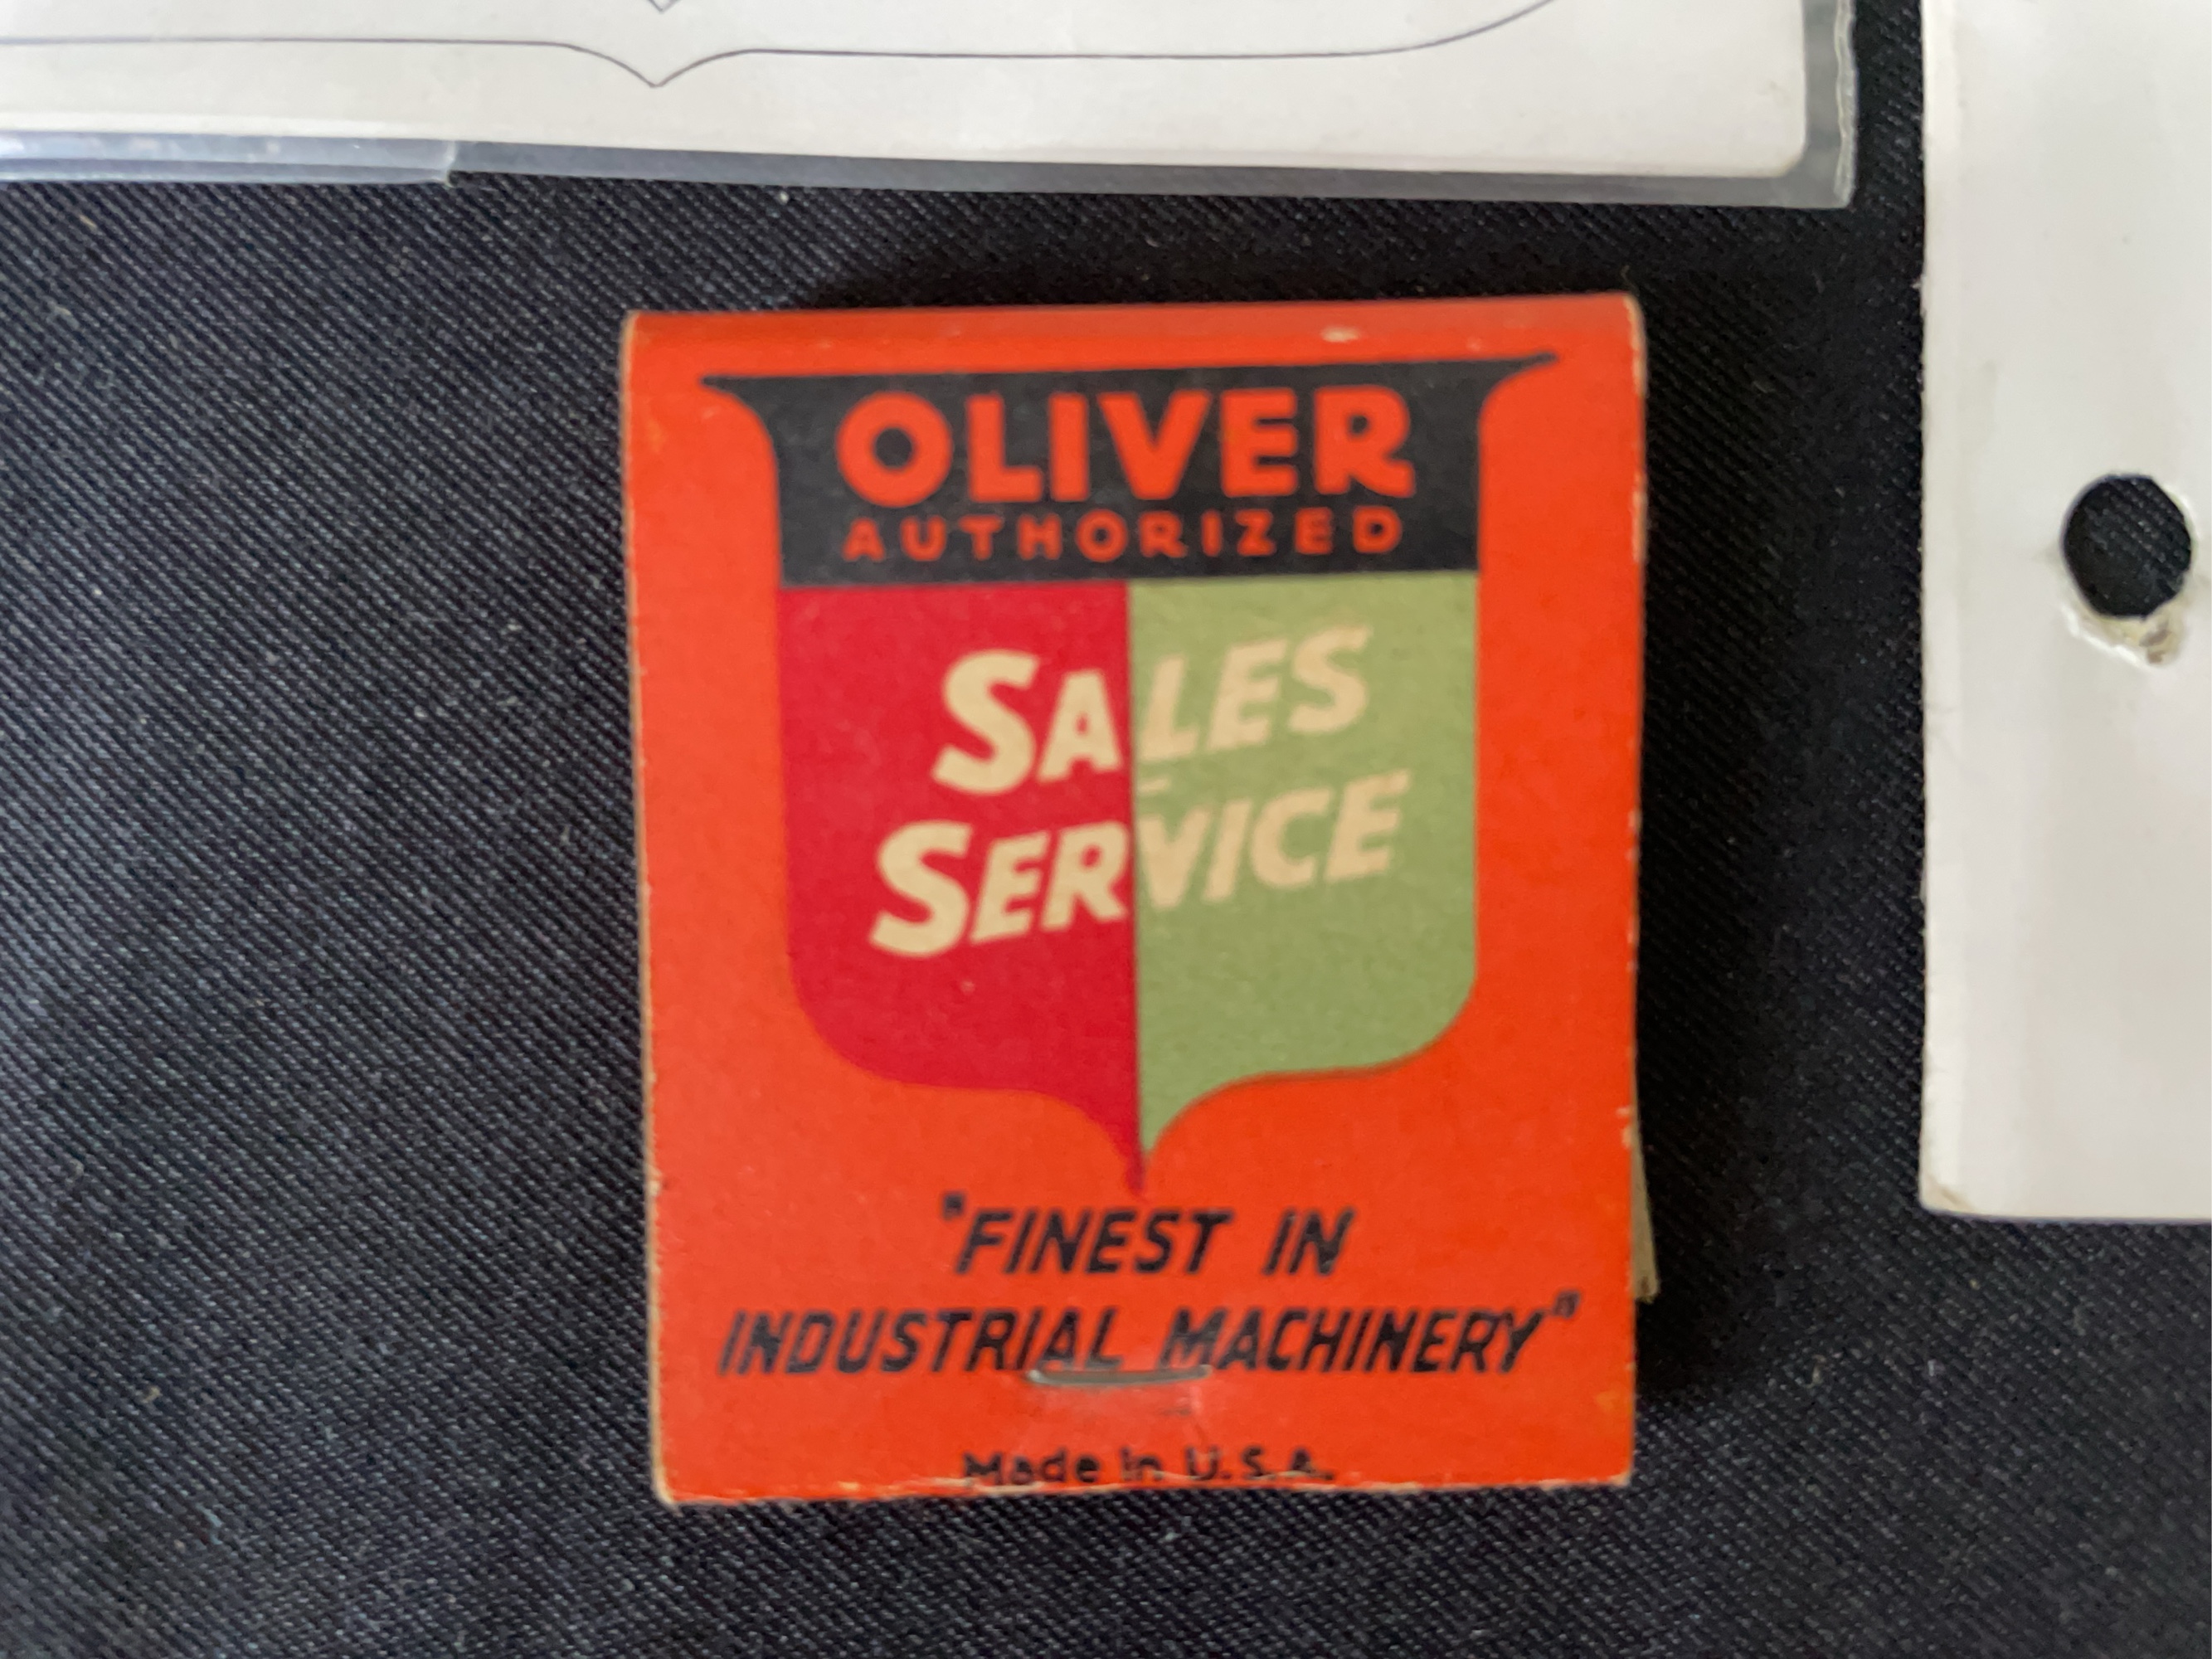 OLIVER
AUTHORIZED
SALES
SERVICE
"FINEST IN
INDUSTRIAL MACHINERY"
Made in U.S.A.